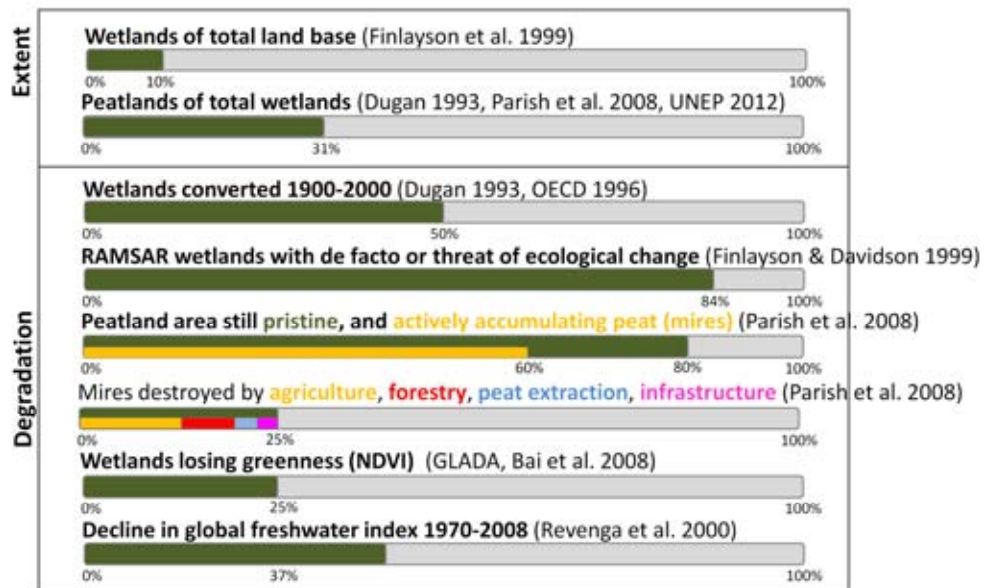 Extent
Wetlands of total land base (Finlayson et al. 1999)
0% 10% 100%
Peatlands of total wetlands (Dugan 1993, Parish et al. 2008, UNEP 2012)
0% 31% 100%
Degradation
Wetlands converted 1900-2000 (Dugan 1993, OECD 1996)
0% 50% 100%
RAMSAR wetlands with de facto or threat of ecological change (Finlayson & Davidson 1999)
0% 84% 100%
Peatland area still pristine, and actively accumulating peat (mires) (Parish et al. 2008)
0% 60% 80% 100%
Mires destroyed by agriculture, forestry, peat extraction, infrastructure (Parish et al. 2008)
0% 25% 100%
Wetlands losing greenness (NDVI) (GLADA, Bai et al. 2008)
0% 25% 100%
Decline in global freshwater index 1970-2008 (Revenga et al. 2000)
0% 37% 100%